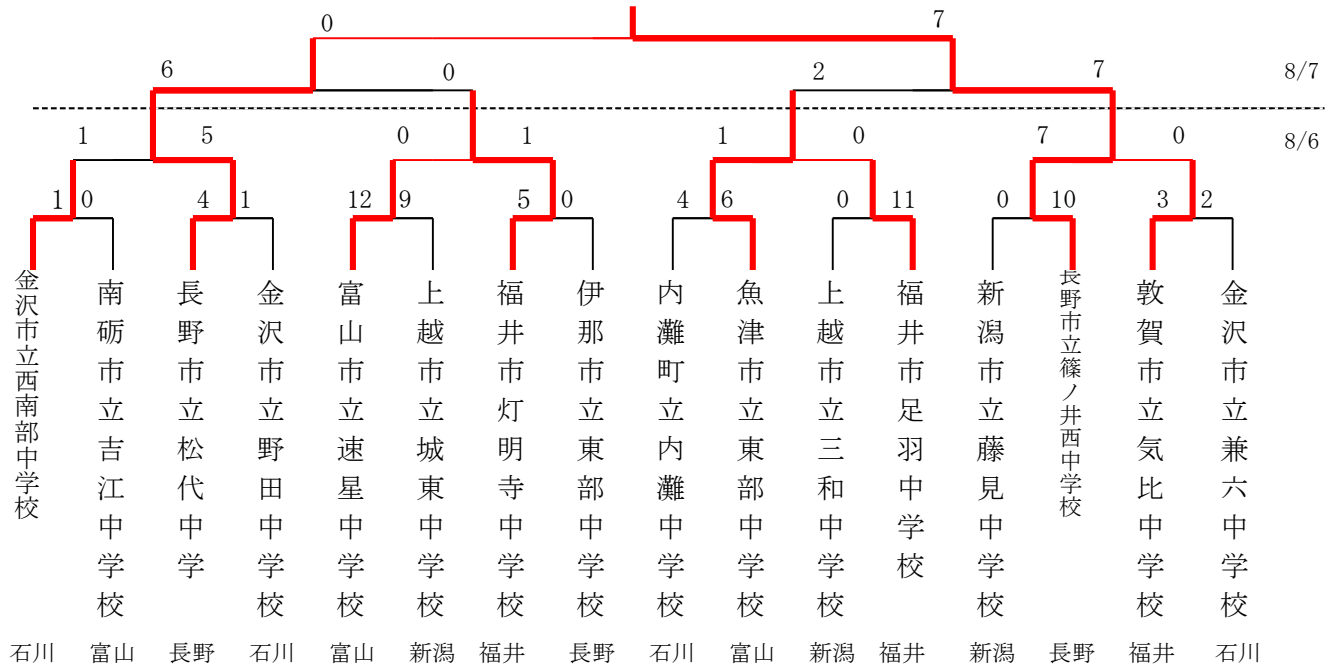 0 7
6 0 2 7 8/7
1 5 0 1 1 0 7 0 8/6
1 0 4 1 12 9 5 0 4 6 0 11 0 10 3 2
金沢市立西南部中学校
南砺市立吉江中学校
長野市立松代中学
金沢市立野田中学校
富山市立速星中学校
上越市立城東中学校
福井市灯明寺中学校
伊那市立東部中学校
内灘町立内灘中学校
魚津市立東部中学校
上越市立三和中学校
福井市足羽中学校
新潟市立藤見中学校
長野市立篠ノ井西中学校
敦賀市立気比中学校
金沢市立兼六中学校
石川 富山 長野 石川 富山 新潟 福井 長野 石川 富山 新潟 福井 新潟 長野 福井 石川